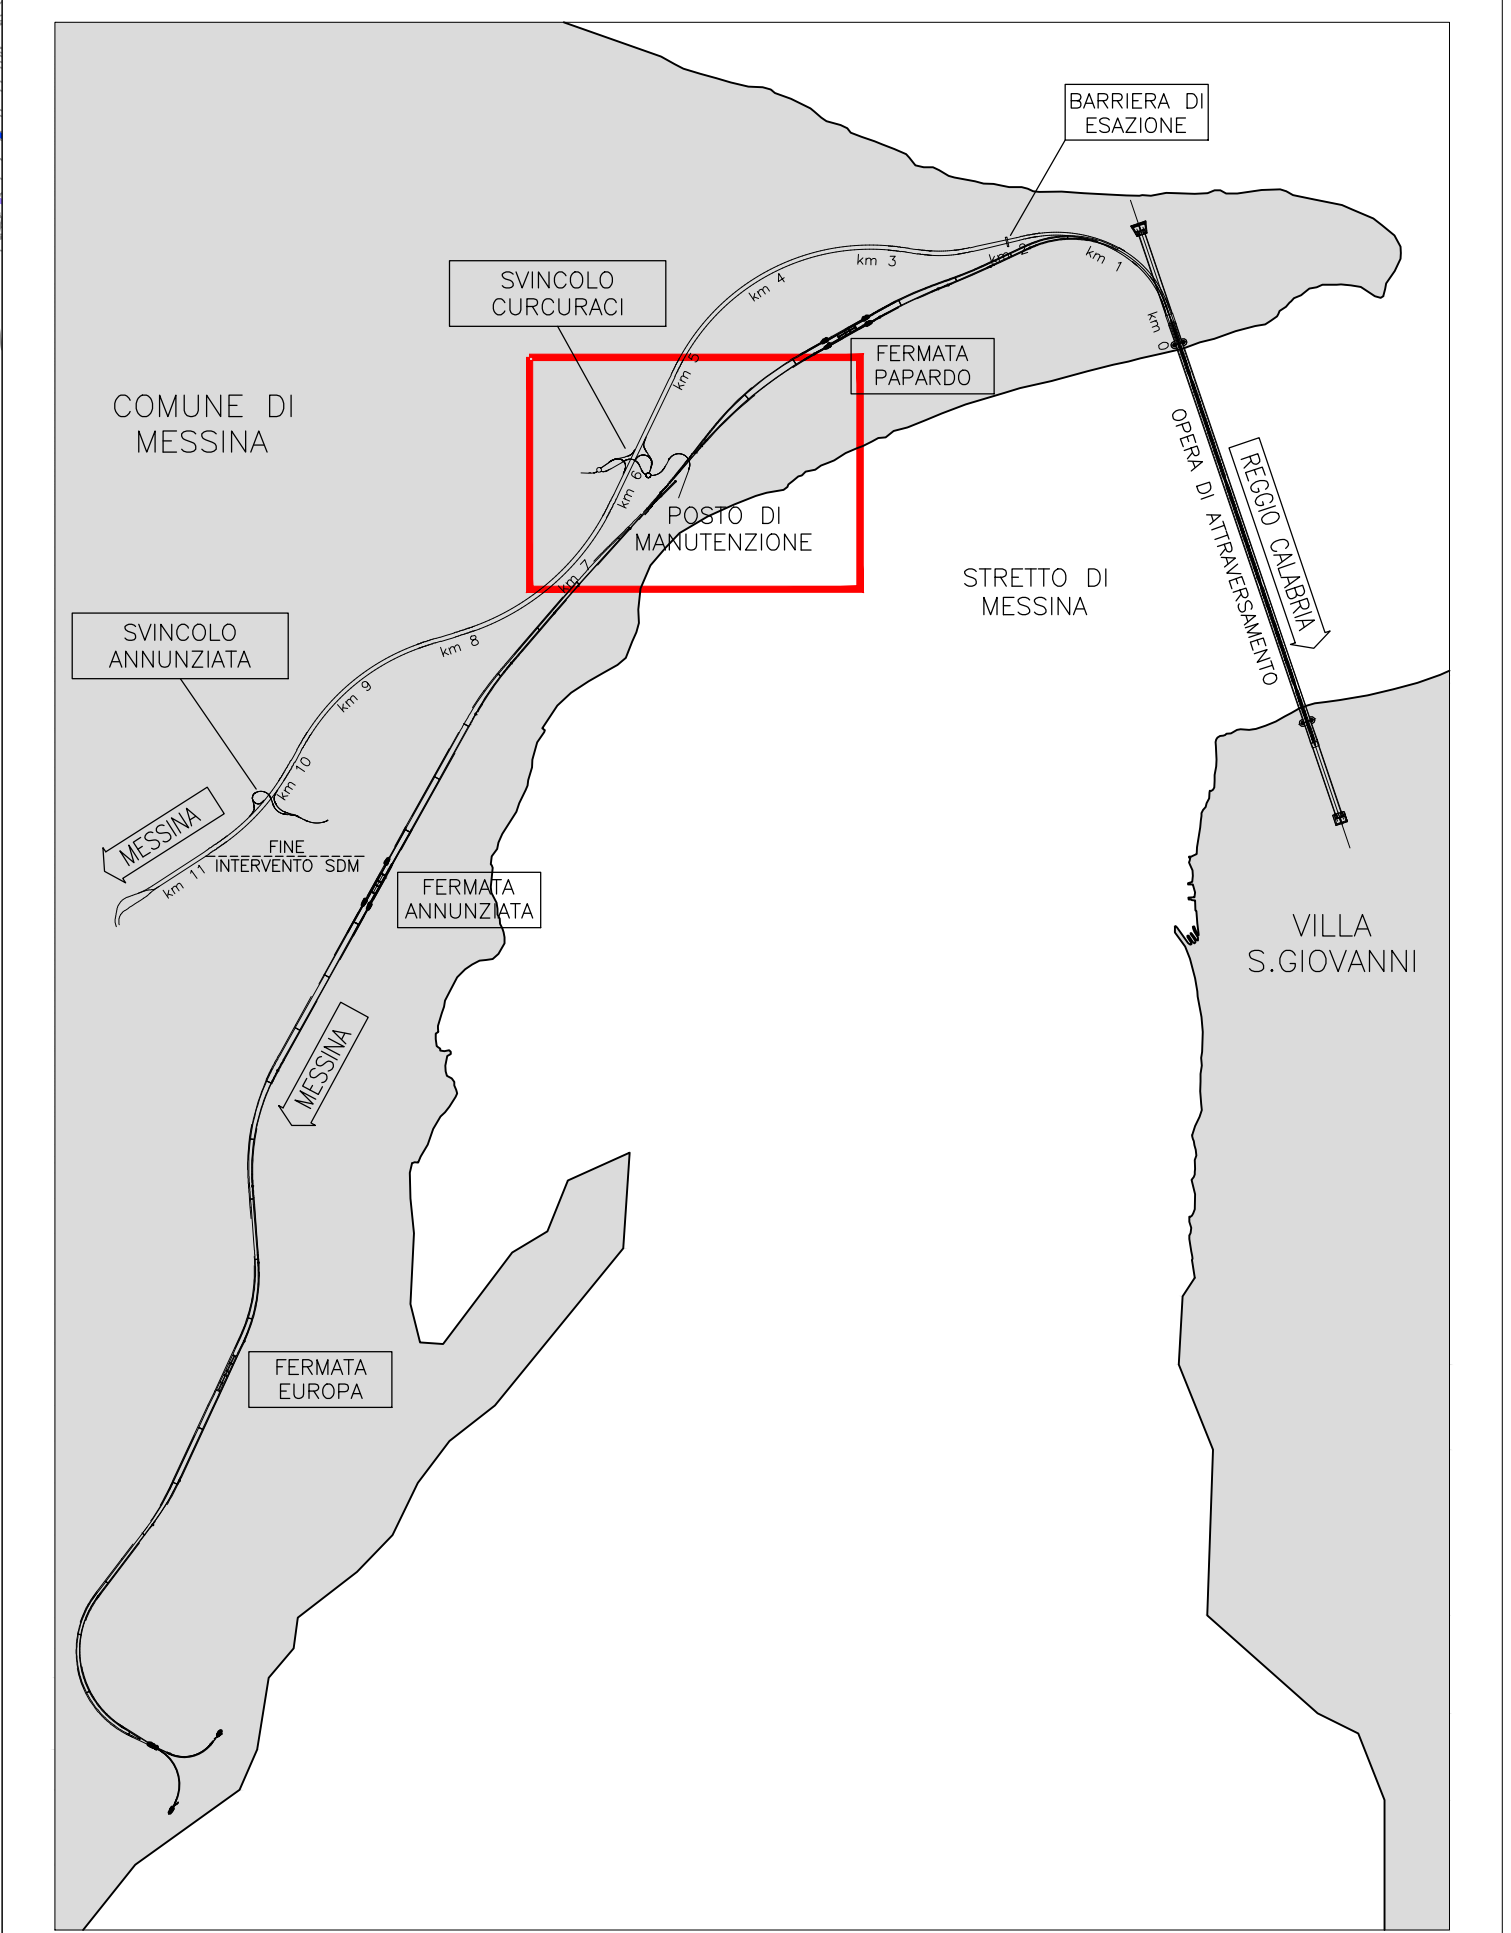 BARRIERA DI
ESAZIONE
SVINCOLO
CURCURACI
km 0
km 1
km 2
km 3
km 4
km 5
km 6
km 7
km 8
km 9
km 10
km 11
FERMATA
PAPARDO
COMUNE DI
MESSINA
POSTO DI
MANUTENZIONE
STRETTO DI
MESSINA
OPERA DI ATTRAVERSAMENTO
REGGIO CALABRIA
SVINCOLO
ANNUNZIATA
MESSINA
FINE
INTERVENTO SDM
FERMATA
ANNUNZIATA
VILLA
S.GIOVANNI
MESSINA
FERMATA
EUROPA